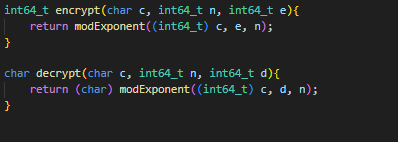 int64_t encrypt(char c, int64_t n, int64_t e){
    return modExponent((int64_t) c, e, n);
}

char decrypt(char c, int64_t n, int64_t d){
    return (char) modExponent((int64_t) c, d, n);
}